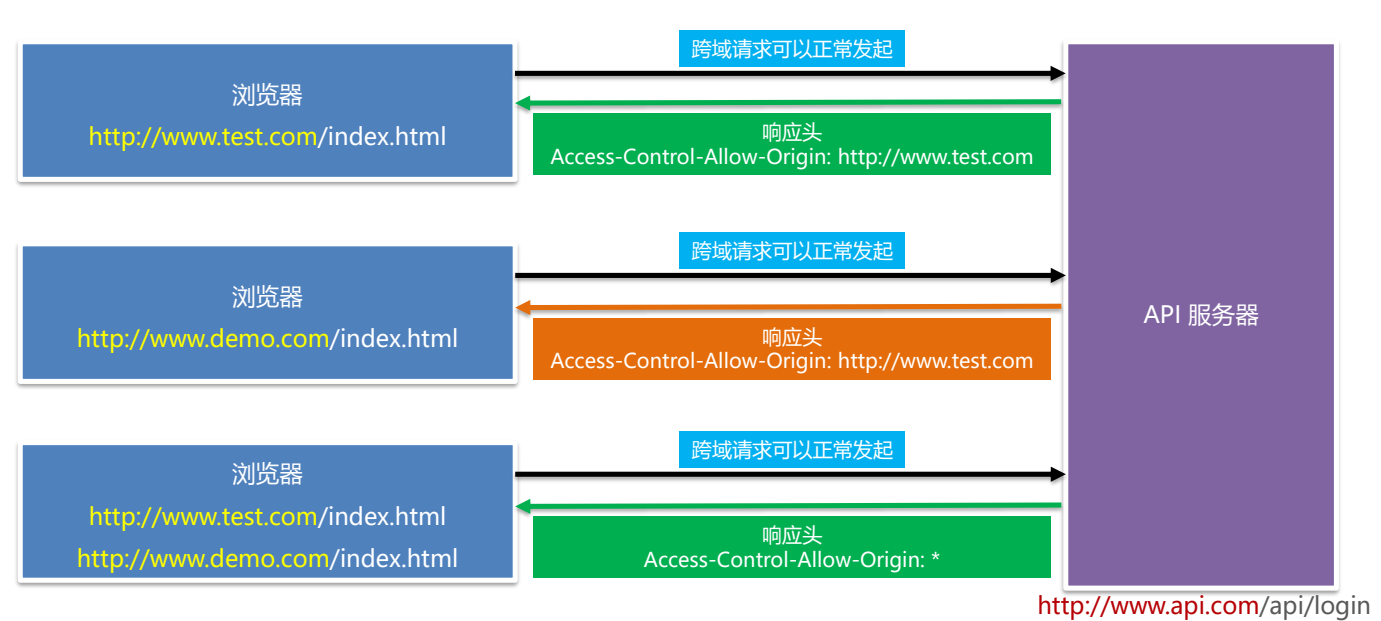 跨域请求可以正常发起
浏览器
http://www.test.com/index.html
响应头
Access-Control-Allow-Origin: http://www.test.com
跨域请求可以正常发起
浏览器
http://www.demo.com/index.html
响应头
Access-Control-Allow-Origin: http://www.test.com
API 服务器
跨域请求可以正常发起
浏览器
http://www.test.com/index.html
http://www.demo.com/index.html
响应头
Access-Control-Allow-Origin: *
http://www.api.com/api/login